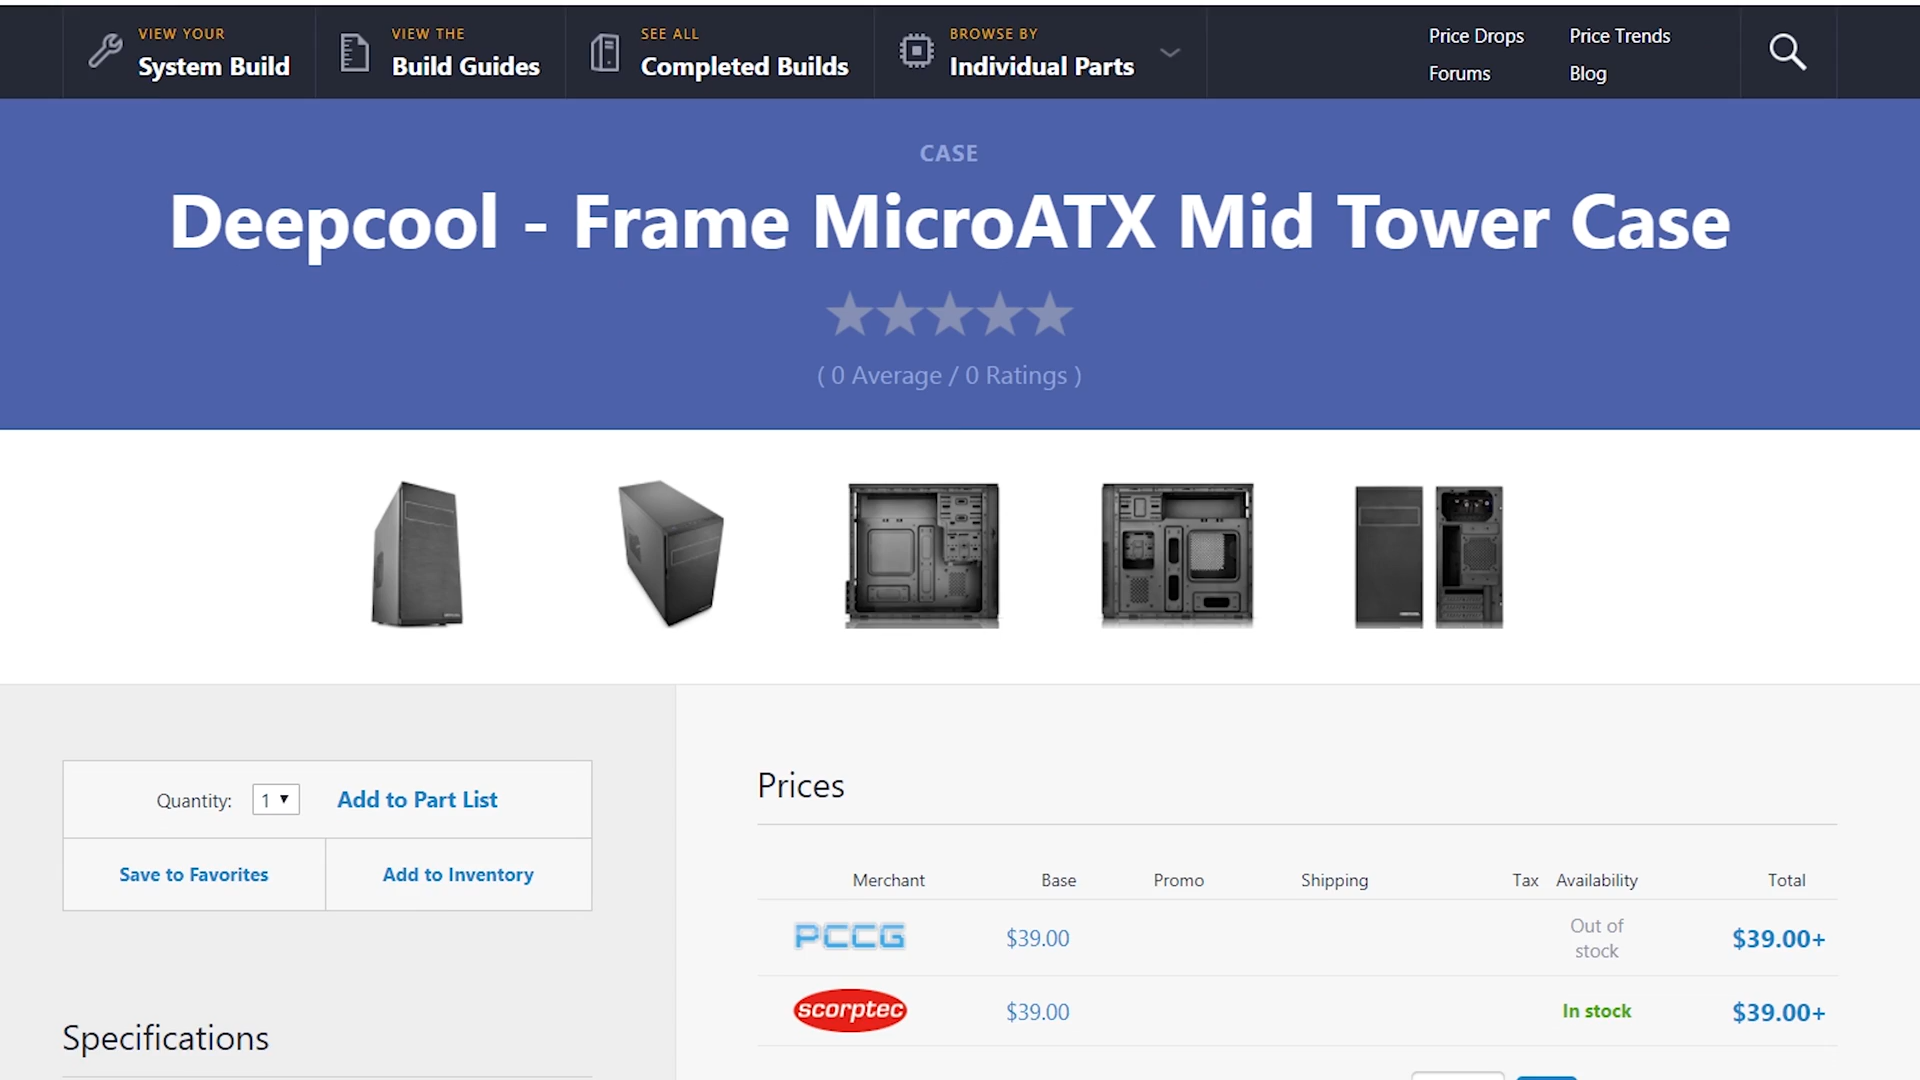 VIEW YOUR
System Build
VIEW THE
Build Guides
SEE ALL
Completed Builds
BROWSE BY
Individual Parts
Price Drops
Price Trends
Forums
Blog
CASE
Deepcool - Frame MicroATX Mid Tower Case
( 0 Average / 0 Ratings )
Quantity: 1 Add to Part List
Save to Favorites Add to Inventory
Specifications
Prices
Merchant Base Promo Shipping Tax Availability Total
PCCG $39.00 Out of stock $39.00+
scorptec $39.00 In stock $39.00+